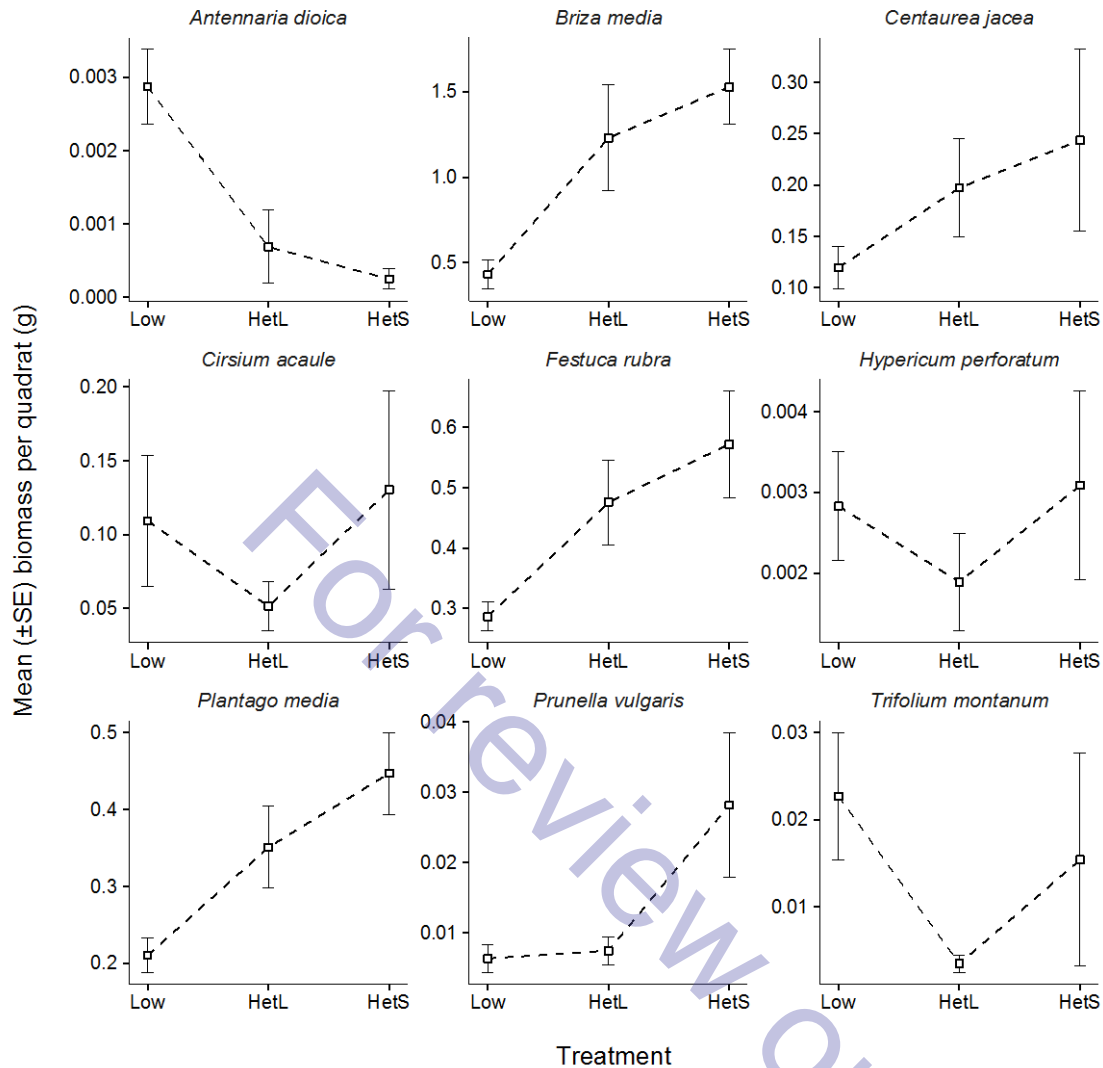 Antennaria dioica
Briza media
Centaurea jacea
0.003
0.002
0.001
0.000
1.5
1.0
0.5
0.30
0.25
0.20
0.15
0.10
Low HetL HetS
Low HetL HetS
Low HetL HetS
Cirsium acaule
Festuca rubra
Hypericum perforatum
0.20
0.15
0.10
0.05
0.6
0.5
0.4
0.3
0.004
0.003
0.002
Low HetL HetS
Low HetL HetS
Low HetL HetS
Plantago media
Prunella vulgaris
Trifolium montanum
0.5
0.4
0.3
0.2
0.04
0.03
0.02
0.01
0.03
0.02
0.01
Low HetL HetS
Low HetL HetS
Low HetL HetS
Mean (±SE) biomass per quadrat (g)
Treatment
For review